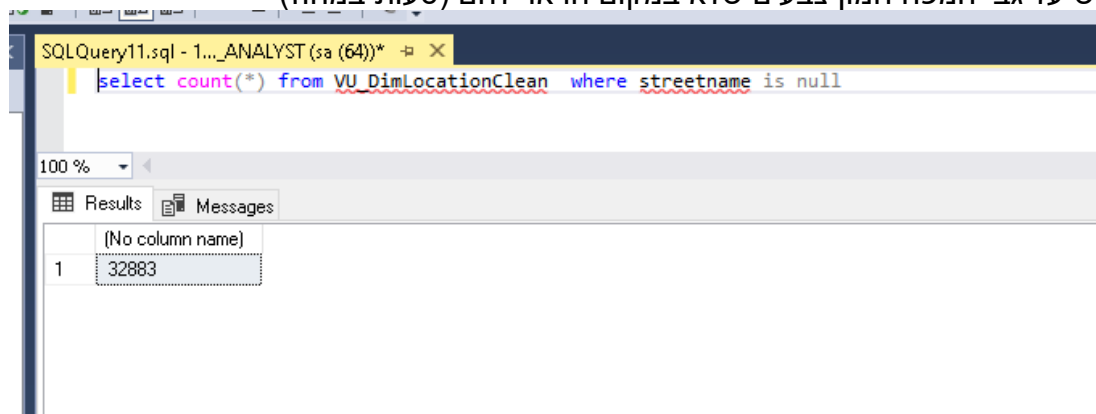 SQLQuery11.sql - 1..._ANALYST (sa (64))*
select count(*) from VU_DimLocationClean where streetname is null
100 %
Results Messages
(No column name)
1 32883